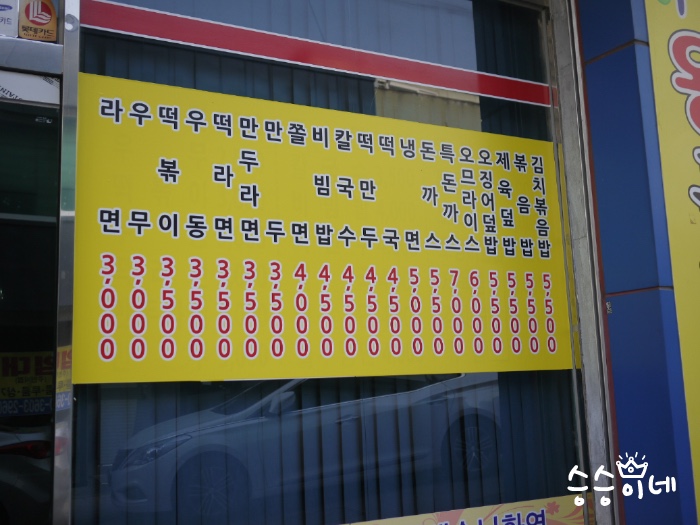 라면 3,000
우무 3,000
떡볶이 3,500
우동 3,500
떡라면 3,500
만두라면 3,500
만두 3,500
쫄면 4,000
비빔밥 4,500
칼국수 4,500
떡만두 4,500
떡국 4,500
냉면 5,000
돈까스 5,500
특돈까스 7,000
오므라이스 6,000
오징어덮밥 5,500
제육덮밥 5,500
볶음밥 5,500
김치볶음밥 5,500
롯데카드
승승이네